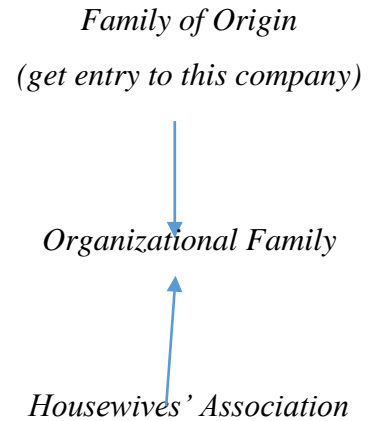 Family of Origin
(get entry to this company)
Organizational Family
Housewives’ Association